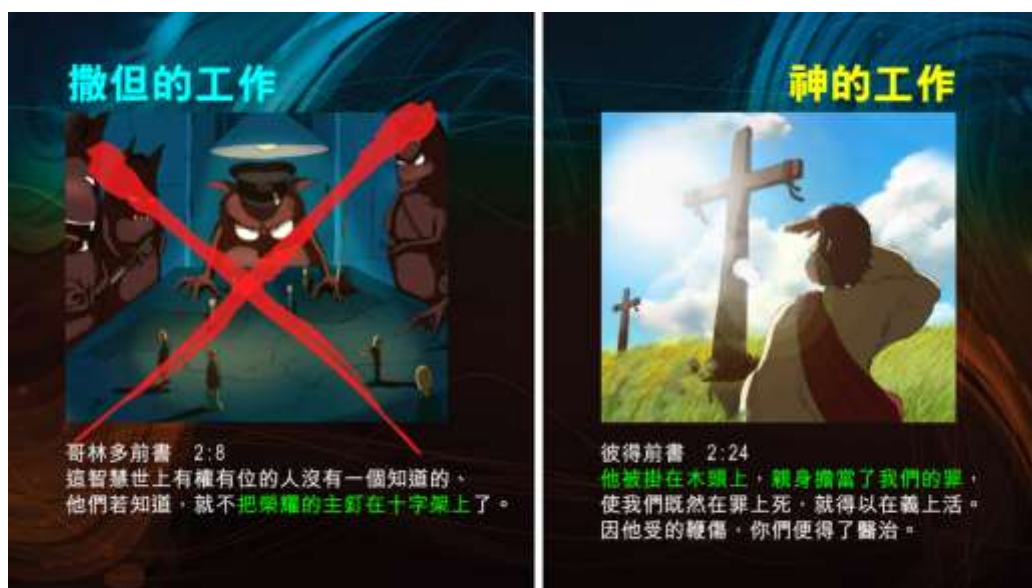 撒但的工作
哥林多前書 2:8
這智慧世上有權有位的人沒有一個知道的、
他們若知道，就不把榮耀的主釘在十字架上了。
神的工作
彼得前書 2:24
他被掛在木頭上，親身擔當了我們的罪，
使我們既然在罪上死，就得以在義上活。
因他受的鞭傷，你們便得了醫治。